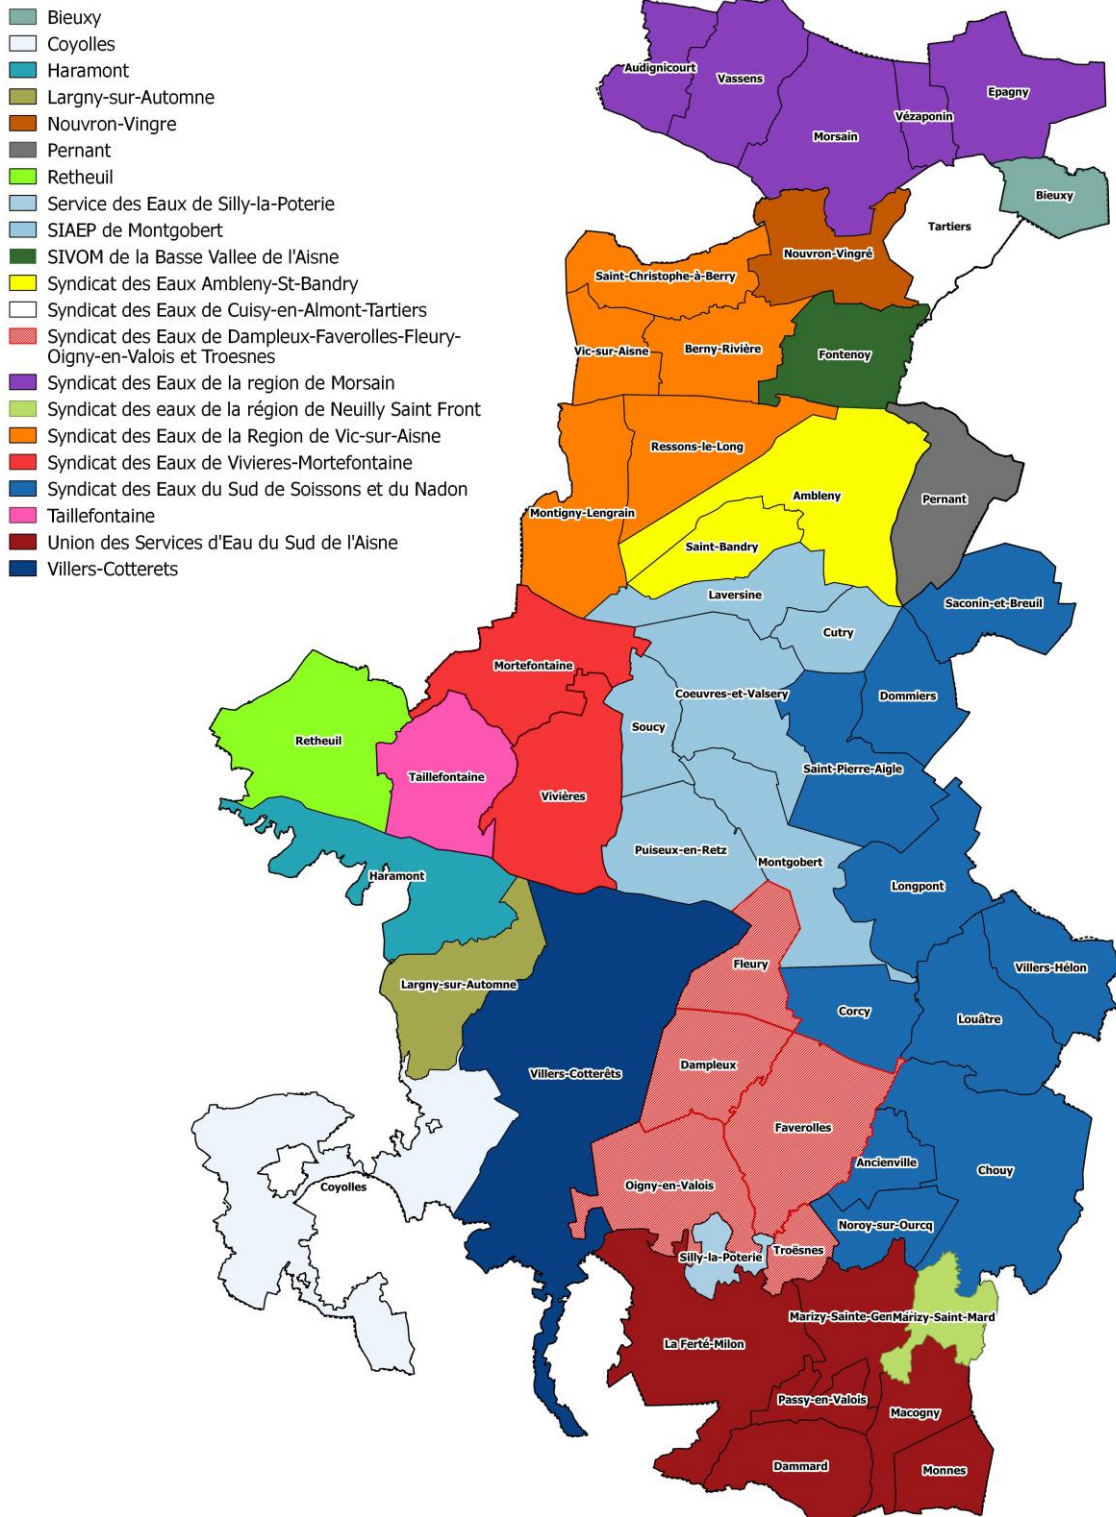 Bieuxy
Coyolles
Haramont
Largny-sur-Automne
Nouvron-Vingre
Pernant
Retheuil
Service des Eaux de Silly-la-Poterie
SIAEP de Montgobert
SIVOM de la Basse Vallee de l'Aisne
Syndicat des Eaux Ambleny-St-Bandry
Syndicat des Eaux de Cuisy-en-Almont-Tartiers
Syndicat des Eaux de Dampleux-Faverolles-Fleury-
Oigny-en-Valois et Troesnes
Syndicat des Eaux de la region de Morsain
Syndicat des eaux de la région de Neuilly Saint Front
Syndicat des Eaux de la Region de Vic-sur-Aisne
Syndicat des Eaux de Vivieres-Mortefontaine
Syndicat des Eaux du Sud de Soissons et du Nadon
Taillefontaine
Union des Services d'Eau du Sud de l'Aisne
Villers-Cotterets
Audignicourt
Vassens
Epagny
Vézaponin
Morsain
Bieuxy
Tartiers
Nouvron-Vingré
Saint-Christophe-à-Berry
Vic-sur-Aisne
Berny-Rivière
Fontenoy
Ressons-le-Long
Ambleny
Pernant
Montigny-Lengrain
Saint-Bandry
Laversine
Saconin-et-Breuil
Cutry
Mortefontaine
Coeuvres-et-Valsery
Dommiers
Soucy
Retheuil
Taillefontaine
Saint-Pierre-Aigle
Vivières
Puiseux-en-Retz
Montgobert
Haramont
Longpont
Fleury
Villers-Hélon
Largny-sur-Automne
Corcy
Louâtre
Dampleux
Villers-Cotterêts
Faverolles
Ancienville
Chouy
Oigny-en-Valois
Coyolles
Noroy-sur-Ourcq
Troësnes
Silly-la-Poterie
Marizy-Sainte-Gen
Marizy-Saint-Mard
La Ferté-Milon
Passy-en-Valois
Macogny
Dammard
Monnes